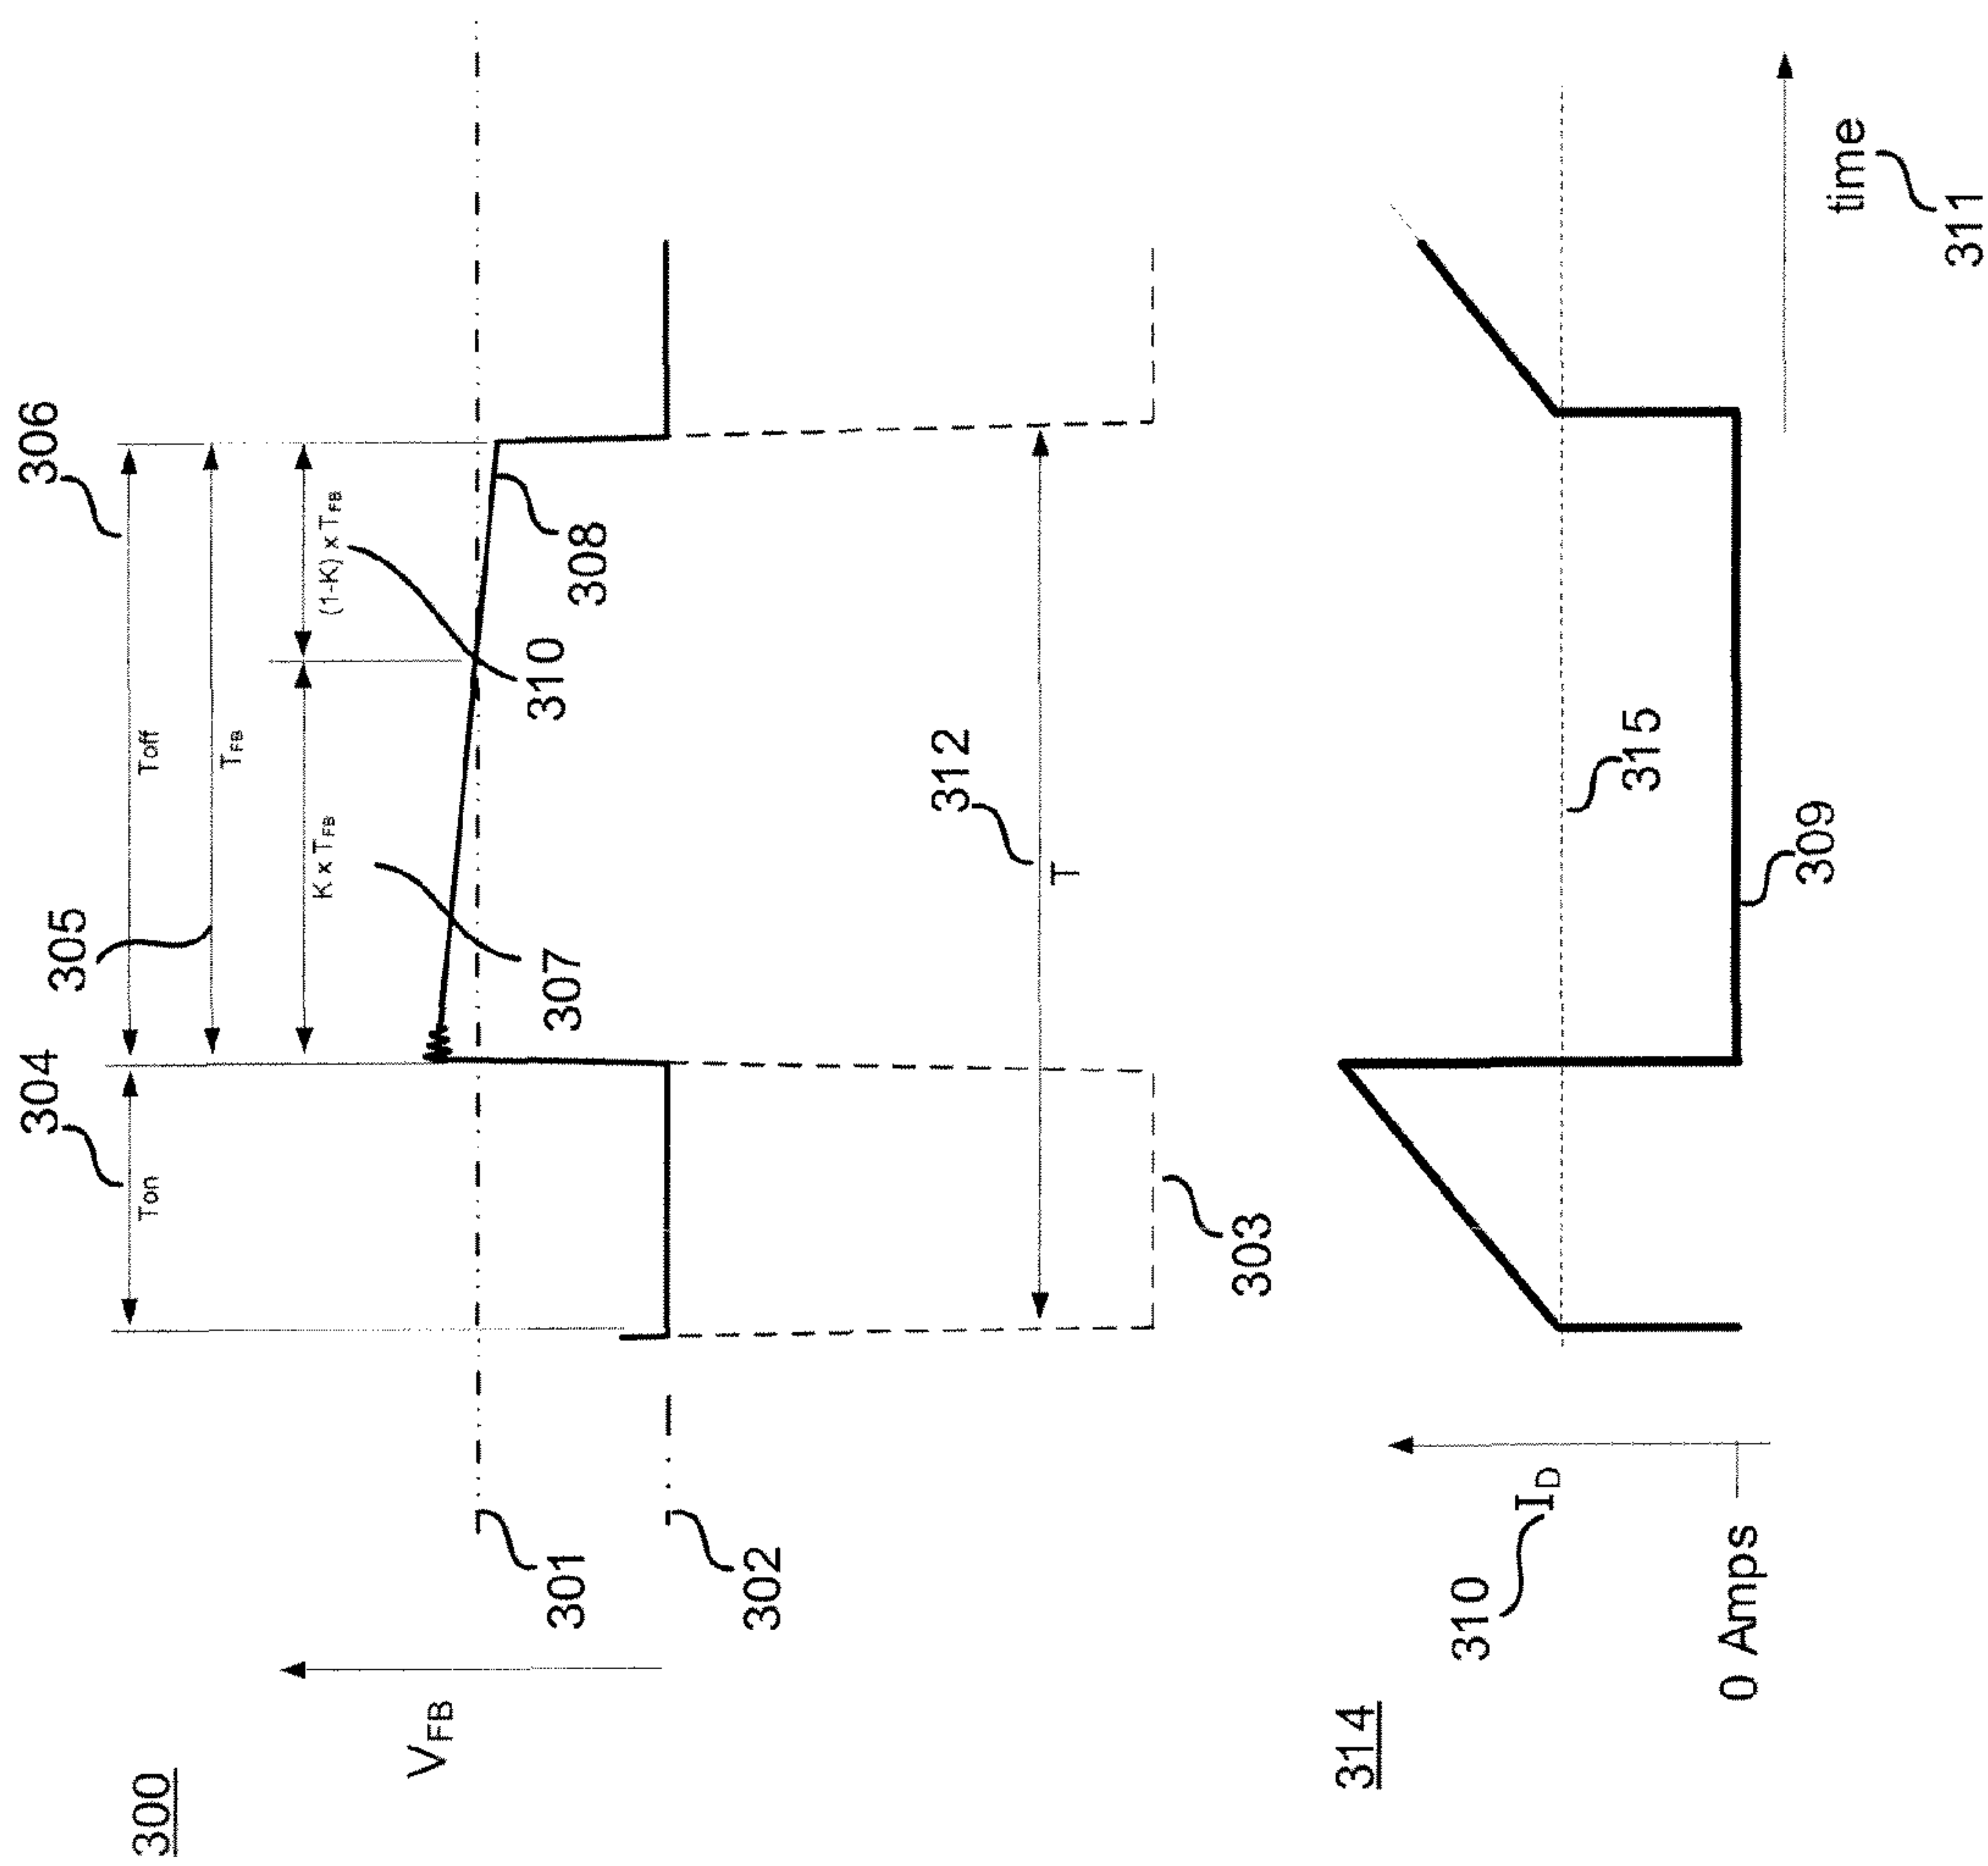 300
304
305
306
Ton
Toff
TFB
K x TFB
(1-K) x TFB
VFB
301
302
307
310
308
312
T
303
314
310
ID
0 Amps
315
309
time
311